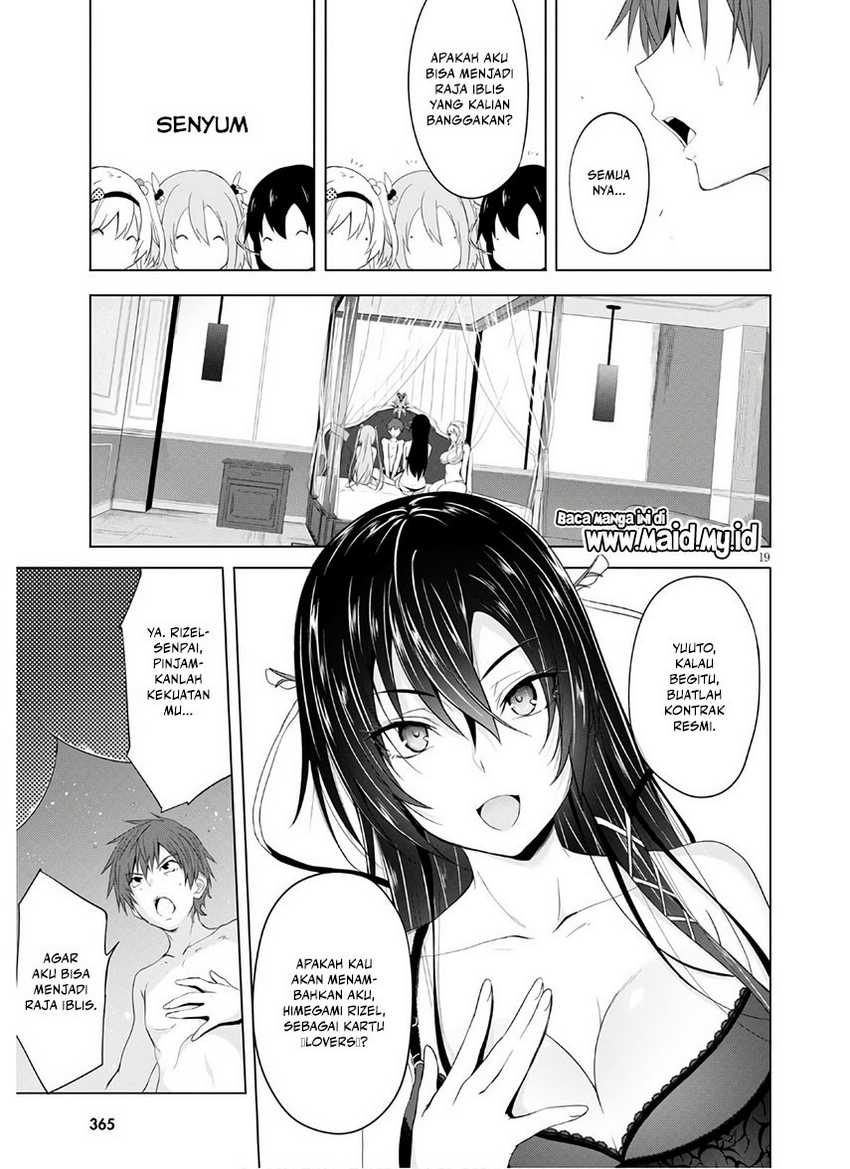 SEMUA
NYA...
APAKAH AKU
BISA MENJADI
RAJA IBLIS
YANG KALIAN
BANGGAKAN?
SENYUM
Baca Manga ini di
www.Maid.My.id
19
YUUTO,
KALAU
BEGITU,
BUATLAH
KONTRAK
RESMI.
APAKAH KAU
AKAN MENAM-
BAHKAN AKU,
HIMEGAMI RIZEL,
SEBAGAI KARTU
▯LOVERS▯?
YA. RIZEL-
SENPAI,
PINJAM-
KANLAH
KEKUATAN
MU...
AGAR
AKU BISA
MENJADI
RAJA IBLIS.
365